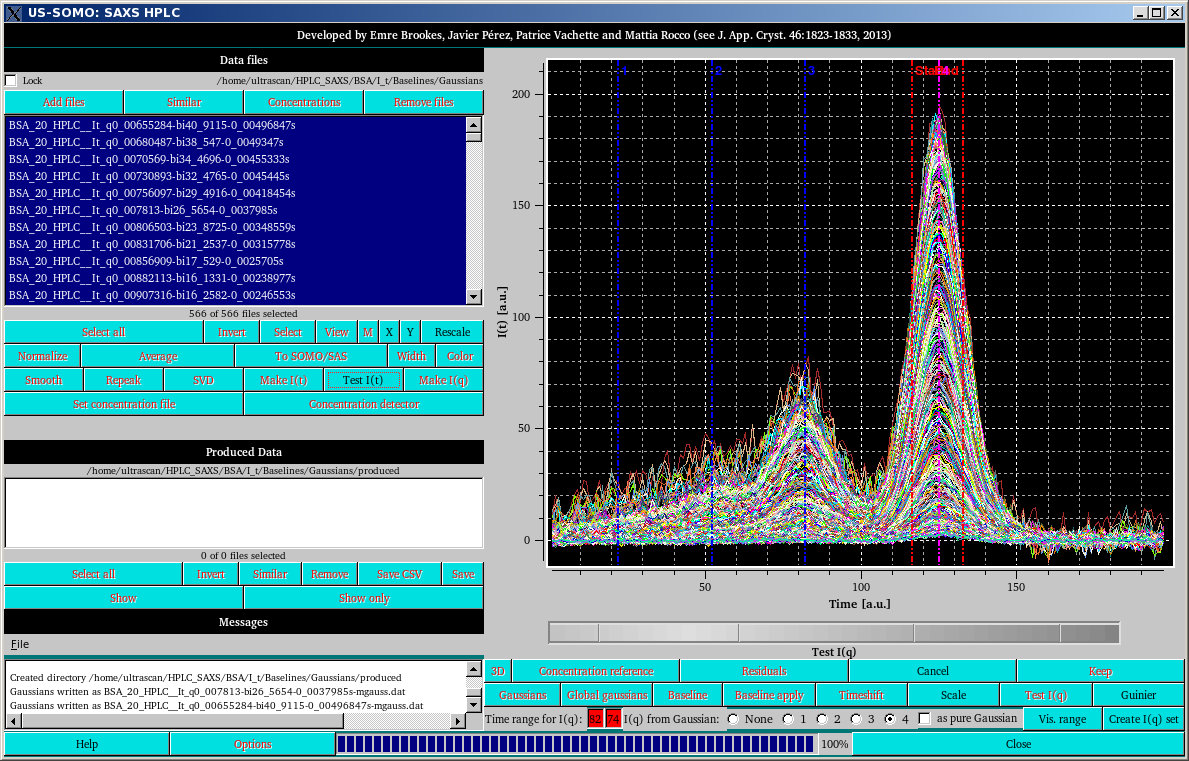 US-SOMO: SAXS HPLC
Developed by Emre Brookes, Javier Pérez, Patrice Vachette and Mattia Rocco (see J. App. Cryst. 46:1823-1833, 2013)
Data files
Lock /home/ultrascan/HPLC_SAXS/BSA/I_t/Baselines/Gaussians
Add files Similar Concentrations Remove files
BSA_20_HPLC__It_q0_00655284-bi40_9115-0_00496847s
BSA_20_HPLC__It_q0_00680487-bi38_547-0_0049347s
BSA_20_HPLC__It_q0_0070569-bi34_4696-0_00455333s
BSA_20_HPLC__It_q0_00730893-bi32_4765-0_0045445s
BSA_20_HPLC__It_q0_00756097-bi29_4916-0_00418454s
BSA_20_HPLC__It_q0_007813-bi26_5654-0_0037985s
BSA_20_HPLC__It_q0_00806503-bi23_8725-0_00348559s
BSA_20_HPLC__It_q0_00831706-bi21_2537-0_00315778s
BSA_20_HPLC__It_q0_00856909-bi17_529-0_0025705s
BSA_20_HPLC__It_q0_00882113-bi16_1331-0_00238977s
BSA_20_HPLC__It_q0_00907316-bi16_2582-0_00246553s
566 of 566 files selected
Select all Invert Select View M X Y Rescale
Normalize Average To SOMO/SAS Width Color
Smooth Repeak SVD Make I(t) Test I(t) Make I(q)
Set concentration file Concentration detector
Produced Data
/home/ultrascan/HPLC_SAXS/BSA/I_t/Baselines/Gaussians/produced
0 of 0 files selected
Select all Invert Similar Remove Save CSV Save
Show Show only
Messages
File
/home/ultrascan/HPLC_SAXS/BSA/I_t/Baselines/Gaussians/produced
Gaussians written as BSA_20_HPLC__It_q0_007813-bi26_5654-0_0037985s-mgauss.dat
Gaussians written as BSA_20_HPLC__It_q0_00655284-bi40_9115-0_00496847s-mgauss.dat
Help Options 100% Close
1 2 3
200
150
100
50
0
I(t) [a.u.]
50 100 150
Time [a.u.]
Test I(q)
3D Concentration reference Residuals Cancel Keep
Gaussians Global gaussians Baseline Baseline apply Timeshift Scale Test I(q) Guinier
Time range for I(q): 82 74 I(q) from Gaussian: None 1 2 3 4 as pure Gaussian Vis. range Create I(q) set